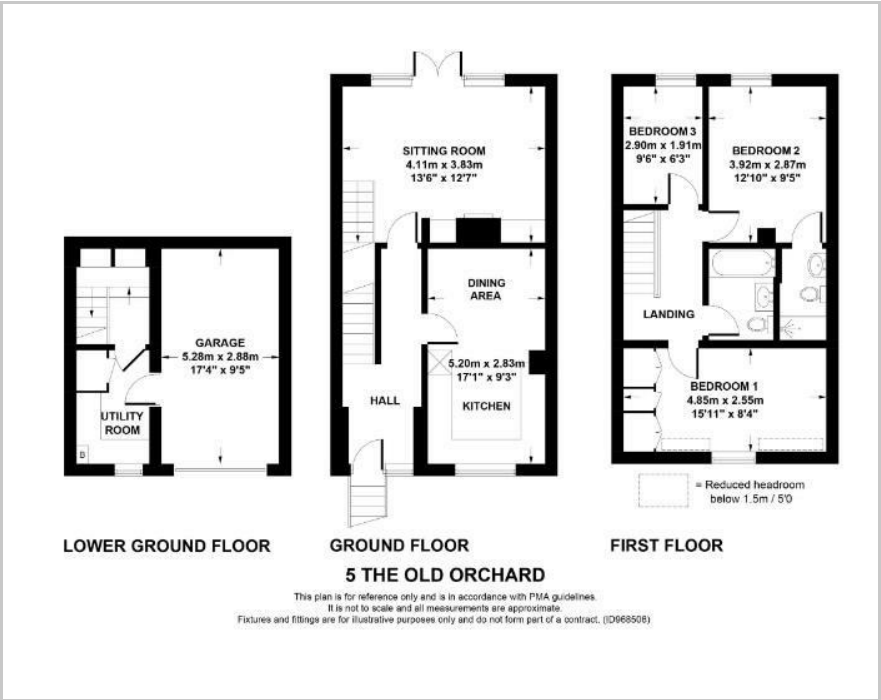 SITTING ROOM
4.11m x 3.83m
13'6" x 12'7"
BEDROOM 3
2.90m x 1.91m
9'6" x 6'3"
BEDROOM 2
3.92m x 2.87m
12'10" x 9'5"
GARAGE
5.28m x 2.88m
17'4" x 9'5"
UTILITY
ROOM
B
DINING
AREA
5.20m x 2.83m
17'1" x 9'3"
KITCHEN
HALL
LANDING
BEDROOM 1
4.85m x 2.55m
15'11" x 8'4"
= Reduced headroom
below 1.5m / 5'0
LOWER GROUND FLOOR
GROUND FLOOR
FIRST FLOOR
5 THE OLD ORCHARD
This plan is for reference only and is in accordance with PMA guidelines.
It is not to scale and all measurements are approximate.
Fixtures and fittings are for illustrative purposes only and do not form part of a contract. (ID968508)